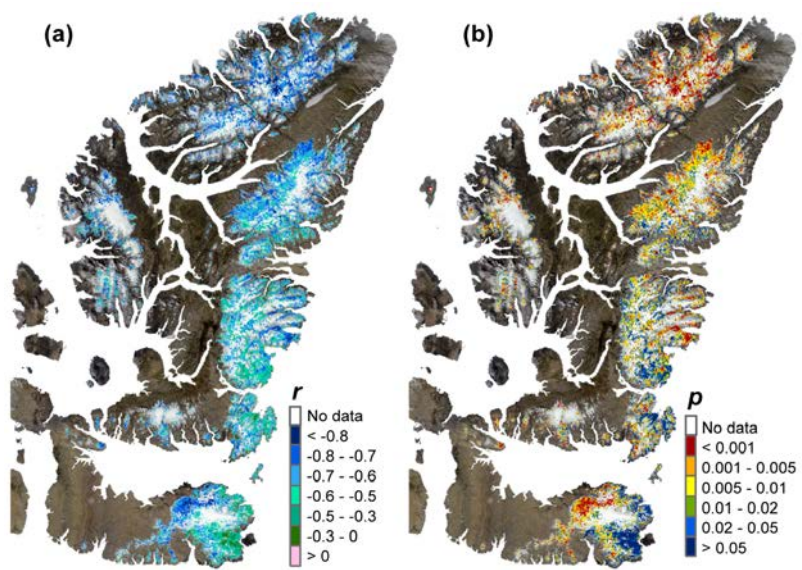 (a)
(b)
r
No data
< -0.8
-0.8 - -0.7
-0.7 - -0.6
-0.6 - -0.5
-0.5 - -0.3
-0.3 - 0
> 0
p
No data
< 0.001
0.001 - 0.005
0.005 - 0.01
0.01 - 0.02
0.02 - 0.05
> 0.05